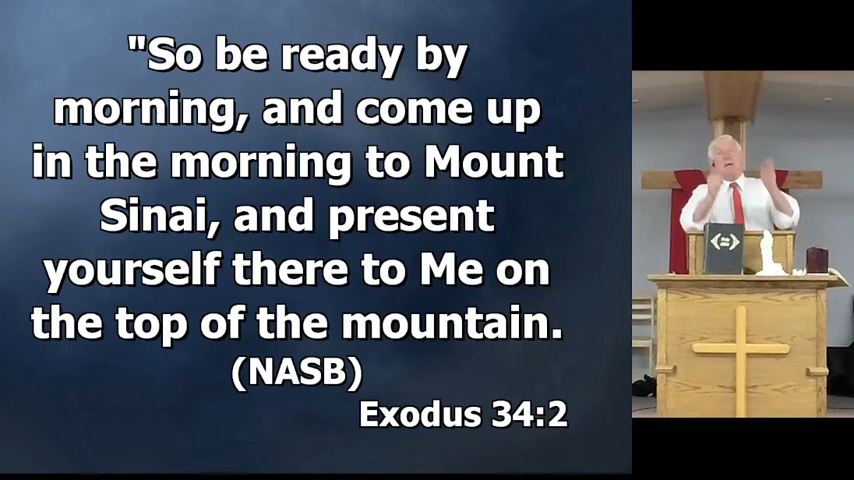 "So be ready by
morning, and come up
in the morning to Mount
Sinai, and present
yourself there to Me on
the top of the mountain.
(NASB)
Exodus 34:2